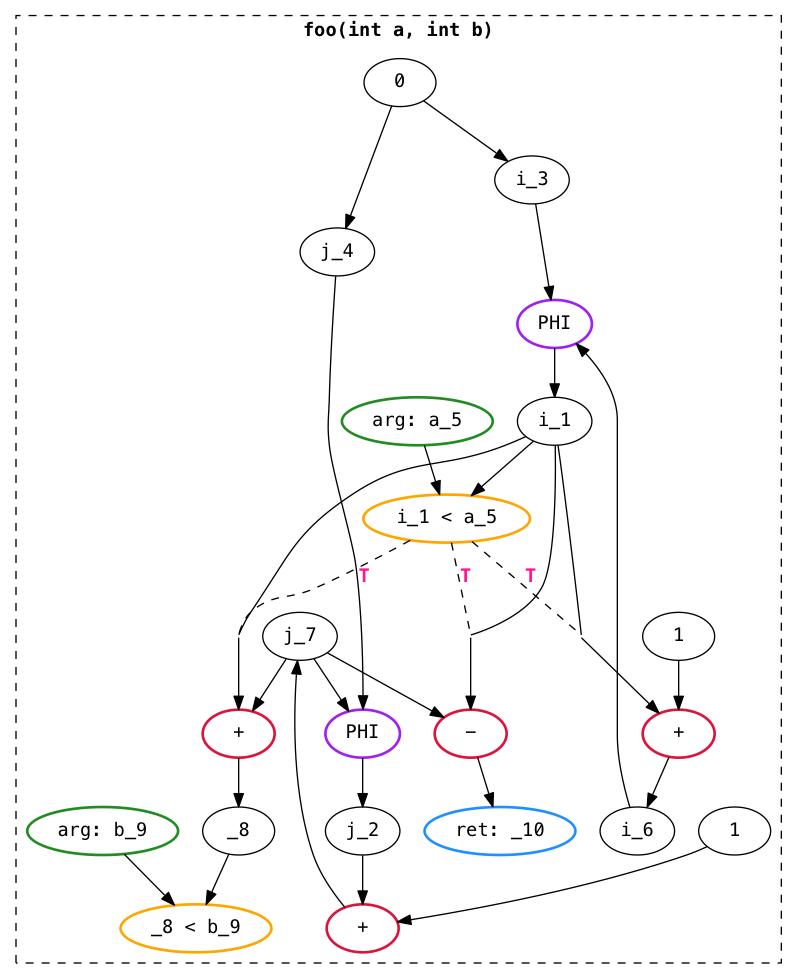 foo(int a, int b)
0
i_3
j_4
PHI
arg: a_5
i_1
i_1 < a_5
T
T
T
j_7
1
+
PHI
−
+
arg: b_9
_8
j_2
ret: _10
i_6
1
_8 < b_9
+